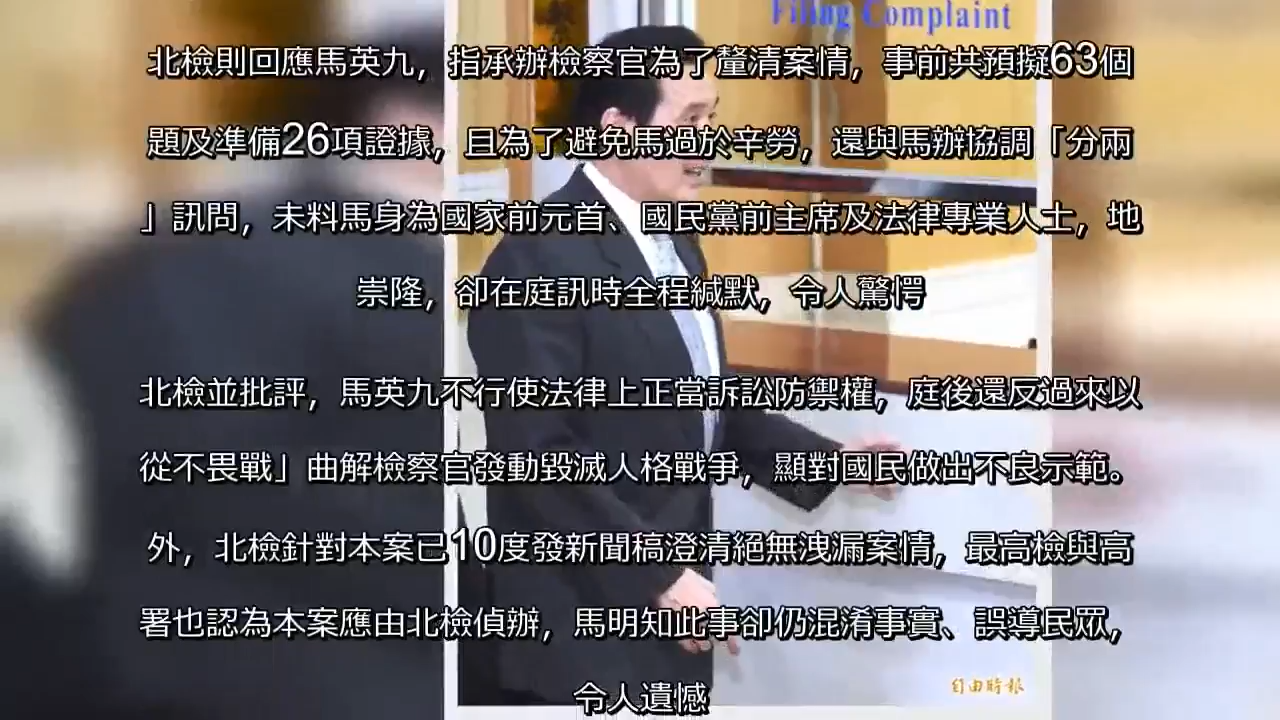 Filing Complaint
北檢則回應馬英九，指承辦檢察官為了釐清案情，事前共預擬63個
題及準備26項證據，且為了避免馬過於辛勞，還與馬辦協調「分兩
」訊問，未料馬身為國家前元首、國民黨前主席及法律專業人士，地
崇隆，卻在庭訊時全程緘默，令人驚愕
北檢並批評，馬英九不行使法律上正當訴訟防禦權，庭後還反過來以
從不畏戰」曲解檢察官發動毀滅人格戰爭，顯對國民做出不良示範。
外，北檢針對本案已10度發新聞稿澄清絕無洩漏案情，最高檢與高
署也認為本案應由北檢偵辦，馬明知此事卻仍混淆事實、誤導民眾，
令人遺憾
自由時報